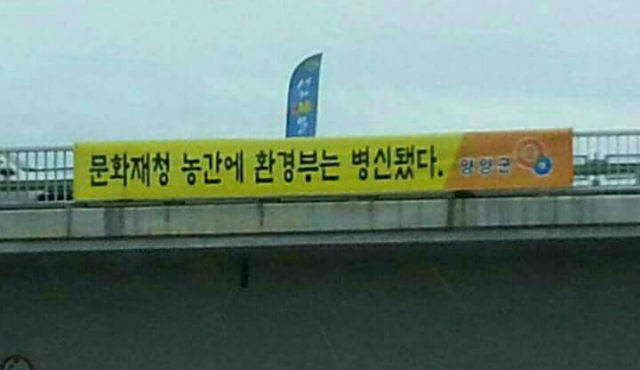 문화재청 농간에 환경부는 병신됐다. 양양군